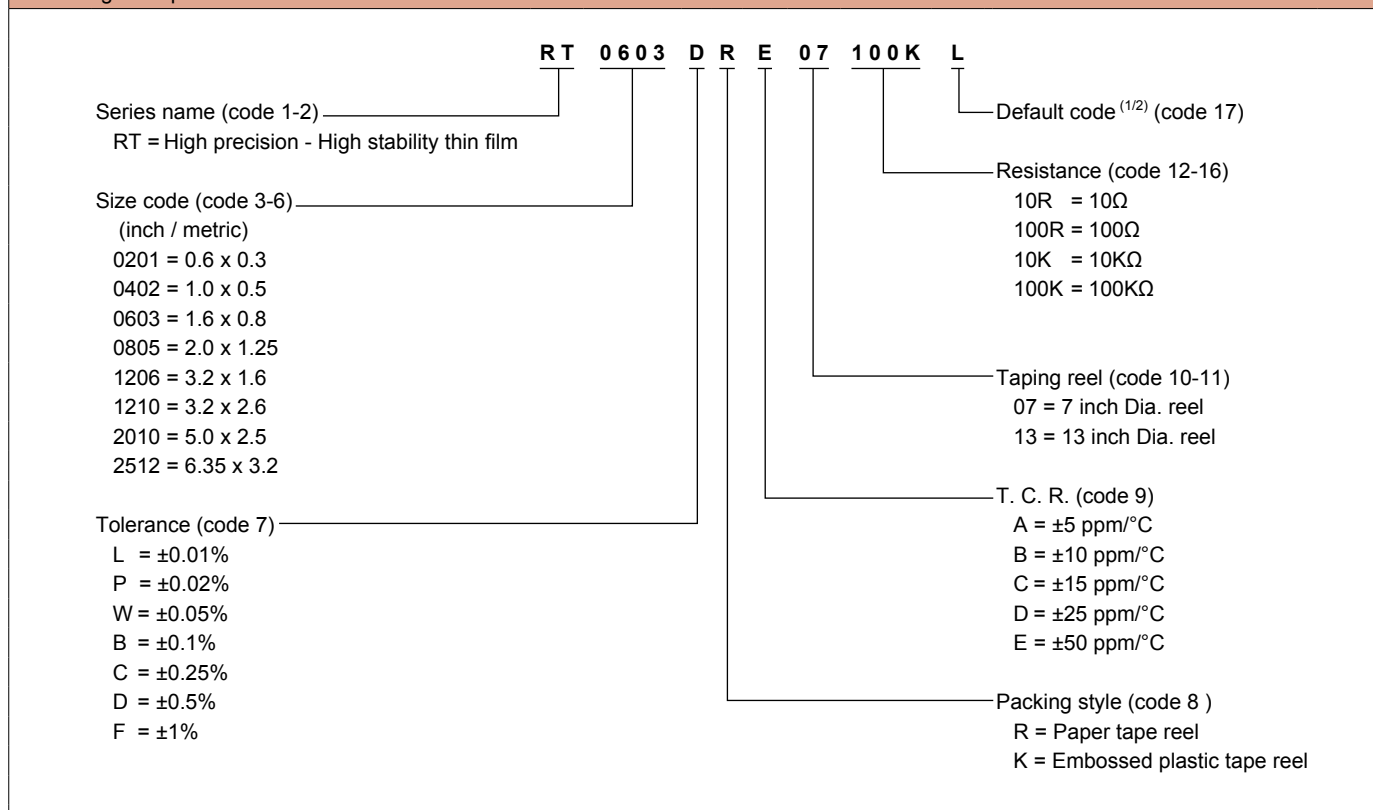 RT 0603 D R E 07 100K L
Series name (code 1-2)
RT = High precision - High stability thin film
Size code (code 3-6)
(inch / metric)
0201 = 0.6 x 0.3
0402 = 1.0 x 0.5
0603 = 1.6 x 0.8
0805 = 2.0 x 1.25
1206 = 3.2 x 1.6
1210 = 3.2 x 2.6
2010 = 5.0 x 2.5
2512 = 6.35 x 3.2
Tolerance (code 7)
L = ±0.01%
P = ±0.02%
W = ±0.05%
B = ±0.1%
C = ±0.25%
D = ±0.5%
F = ±1%
Default code (1/2) (code 17)
Resistance (code 12-16)
10R = 10Ω
100R = 100Ω
10K = 10KΩ
100K = 100KΩ
Taping reel (code 10-11)
07 = 7 inch Dia. reel
13 = 13 inch Dia. reel
T. C. R. (code 9)
A = ±5 ppm/°C
B = ±10 ppm/°C
C = ±15 ppm/°C
D = ±25 ppm/°C
E = ±50 ppm/°C
Packing style (code 8 )
R = Paper tape reel
K = Embossed plastic tape reel